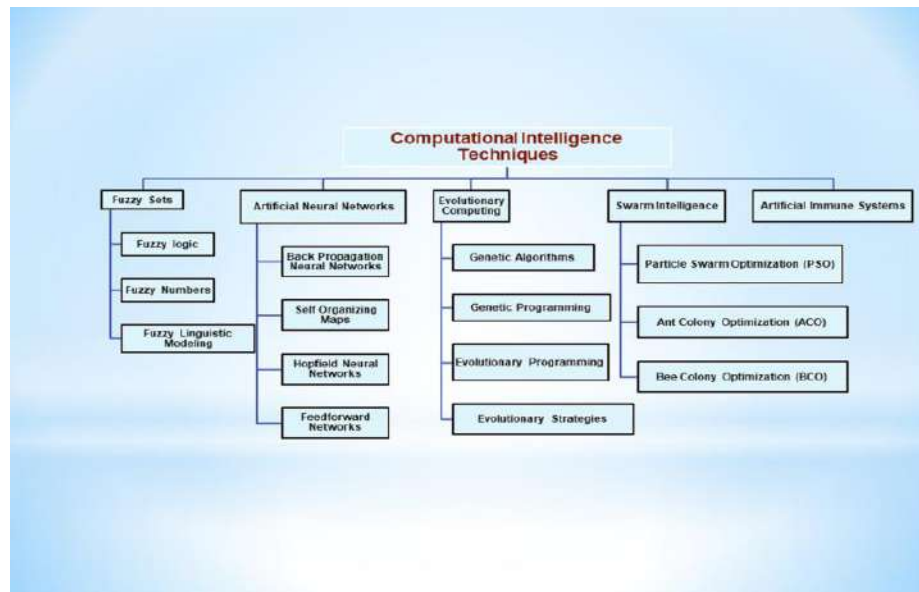 Computational Intelligence
Techniques
Fuzzy Sets
Fuzzy logic
Fuzzy Numbers
Fuzzy Linguistic
Modeling
Artificial Neural Networks
Back Propagation
Neural Networks
Self Organizing
Maps
Hopfield Neural
Networks
Feedforward
Networks
Evolutionary
Computing
Genetic Algorithms
Genetic Programming
Evolutionary Programming
Evolutionary Strategies
Swarm Intelligence
Particle Swarm Optimization (PSO)
Ant Colony Optimization (ACO)
Bee Colony Optimization (BCO)
Artificial Immune Systems